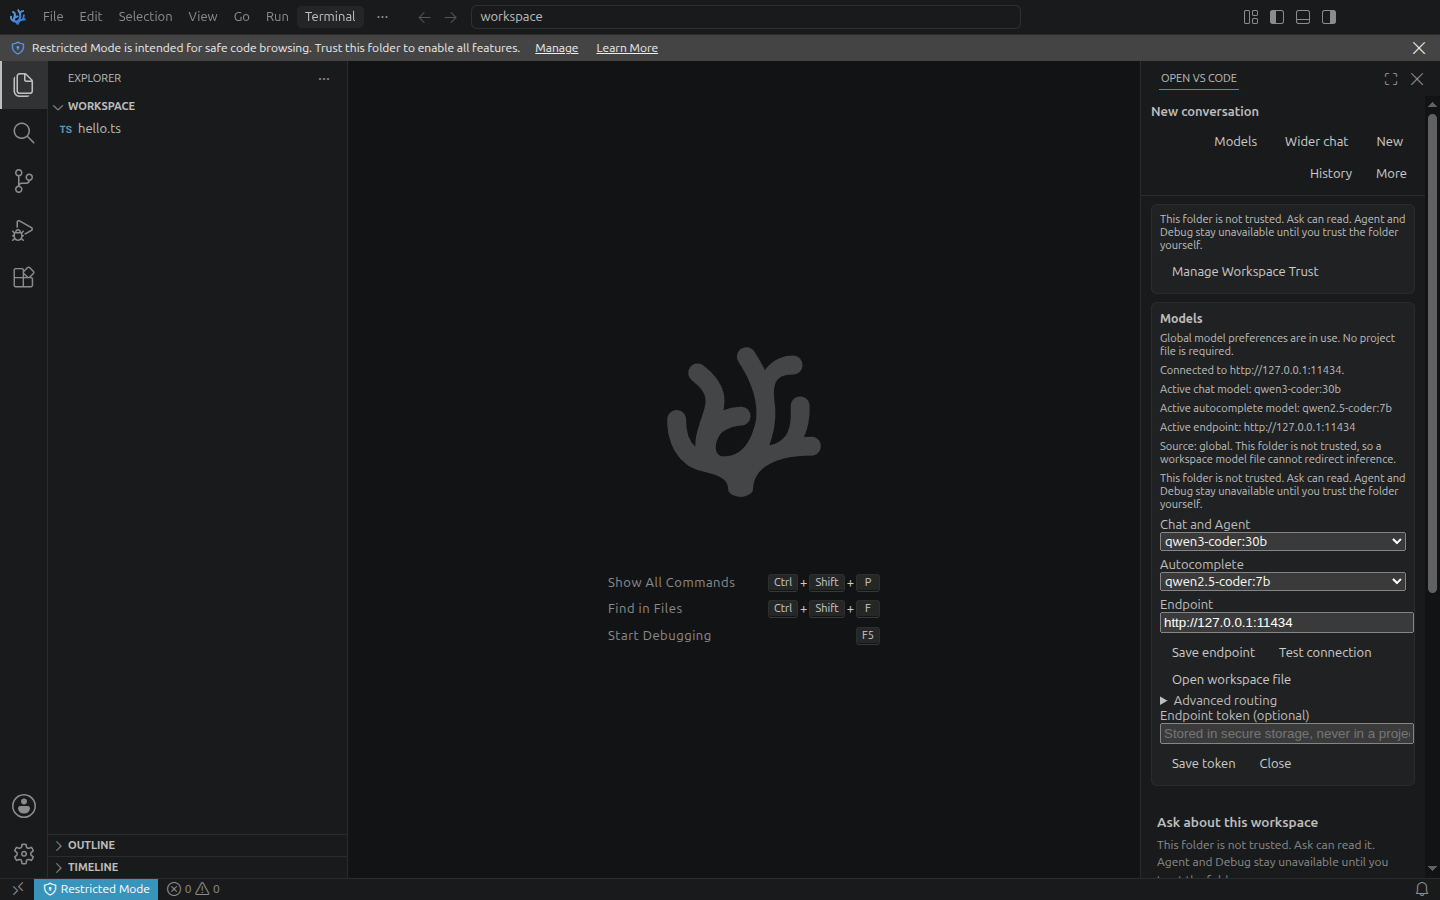 File Edit Selection View Go Run Terminal ···
workspace
Restricted Mode is intended for safe code browsing. Trust this folder to enable all features. Manage Learn More
EXPLORER
WORKSPACE
TS hello.ts
OUTLINE
TIMELINE
Show All Commands Ctrl + Shift + P
Find in Files Ctrl + Shift + F
Start Debugging F5
OPEN VS CODE
New conversation
Models Wider chat New
History More
This folder is not trusted. Ask can read. Agent and
Debug stay unavailable until you trust the folder
yourself.
Manage Workspace Trust
Models
Global model preferences are in use. No project
file is required.
Connected to http://127.0.0.1:11434.
Active chat model: qwen3-coder:30b
Active autocomplete model: qwen2.5-coder:7b
Active endpoint: http://127.0.0.1:11434
Source: global. This folder is not trusted, so a
workspace model file cannot redirect inference.
This folder is not trusted. Ask can read. Agent and
Debug stay unavailable until you trust the folder
yourself.
Chat and Agent
qwen3-coder:30b
Autocomplete
qwen2.5-coder:7b
Endpoint
http://127.0.0.1:11434
Save endpoint Test connection
Open workspace file
Advanced routing
Endpoint token (optional)
Stored in secure storage, never in a proje
Save token Close
Ask about this workspace
This folder is not trusted. Ask can read it.
Agent and Debug stay unavailable until you
Restricted Mode 0 0